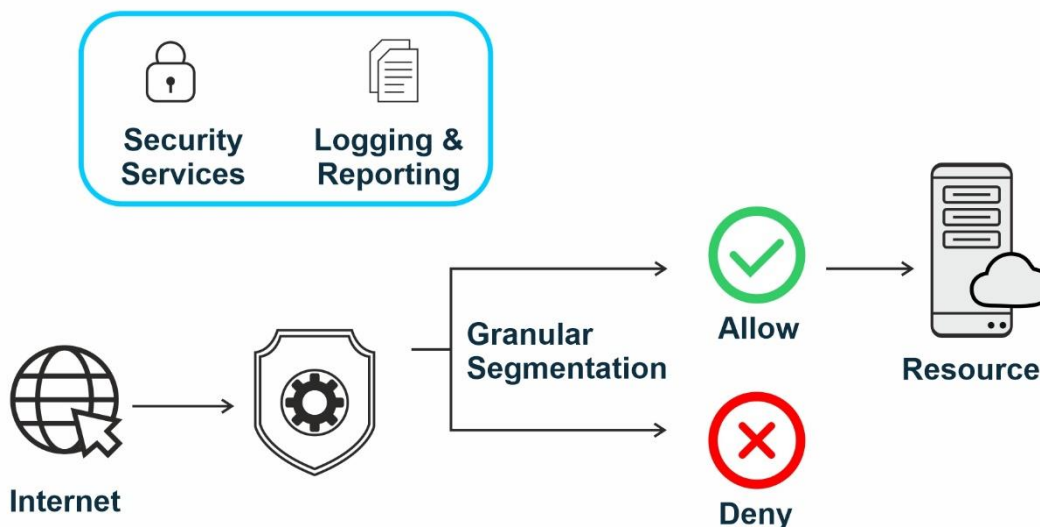 Security
Services
Logging &
Reporting
Granular
Segmentation
Allow
Resource
Internet
Deny